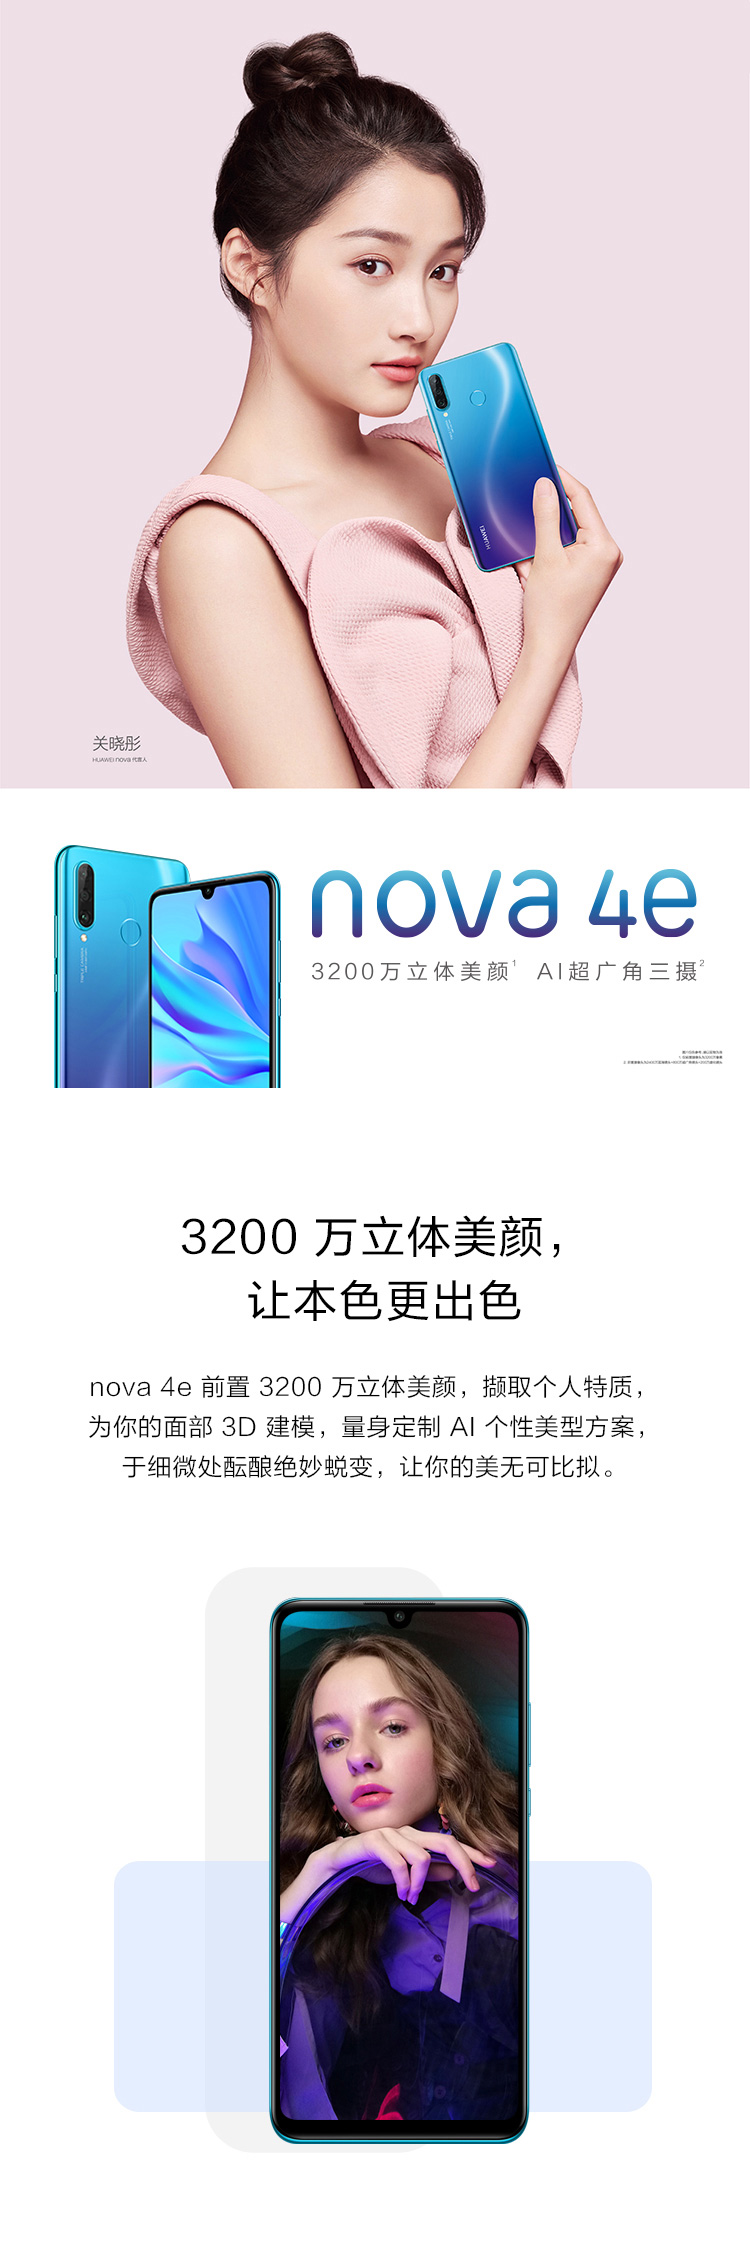 HUAWEI
关晓彤
HUAWEI nova 代言人
nova 4e
3200万立体美颜¹ AI超广角三摄²
3200 万立体美颜，
让本色更出色
nova 4e 前置 3200 万立体美颜，撷取个人特质，
为你的面部 3D 建模，量身定制 AI 个性美型方案，
于细微处酝酿绝妙蜕变，让你的美无可比拟。